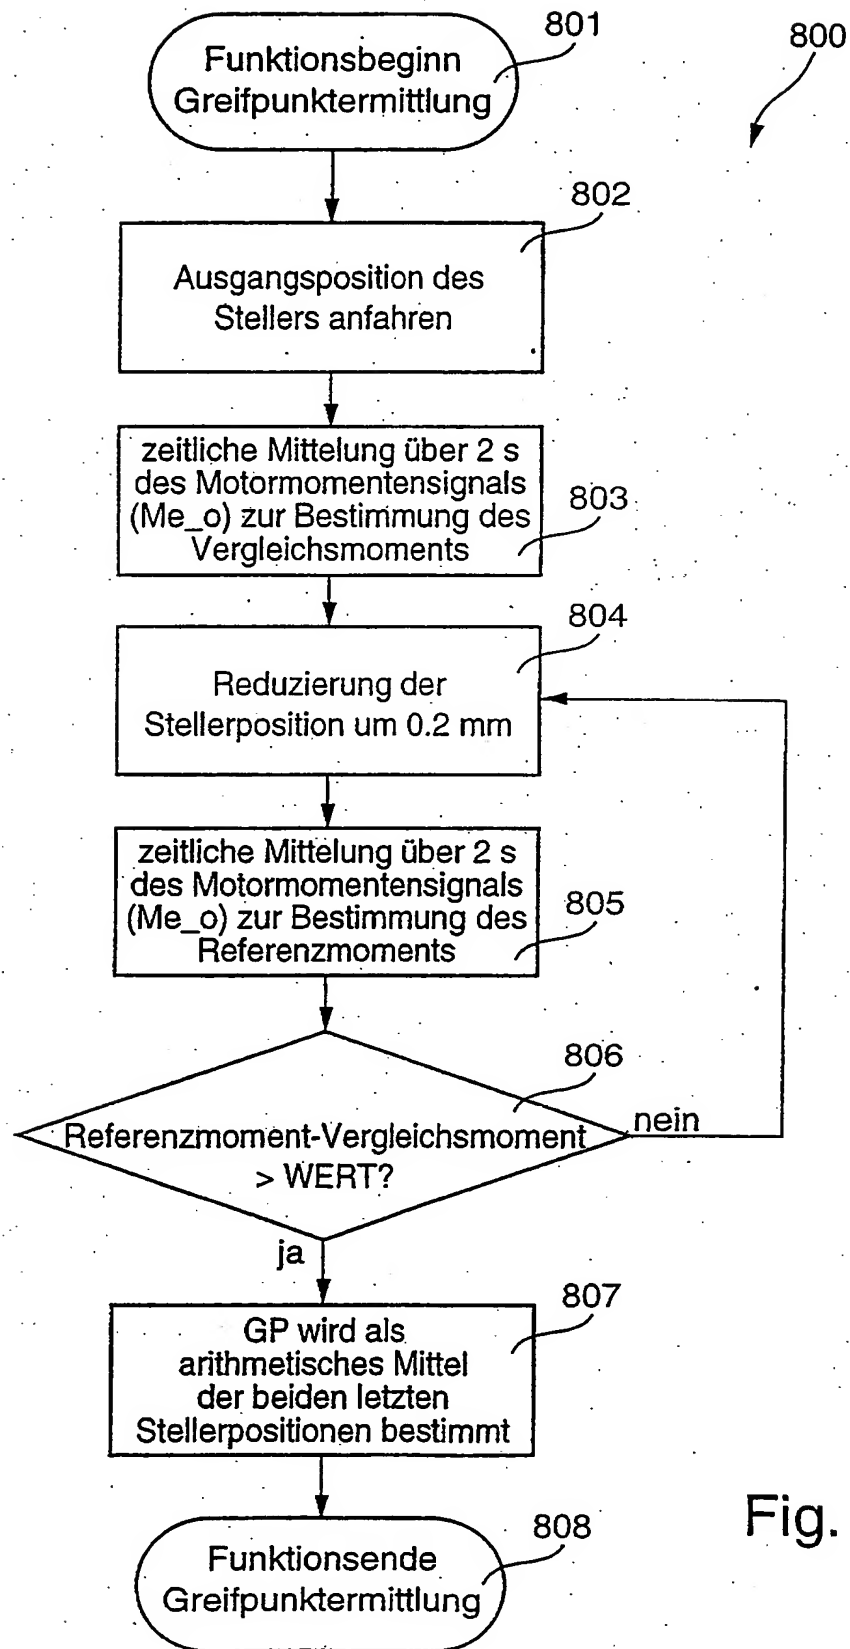 801
800
Funktionsbeginn
Greifpunktermittlung
802
Ausgangsposition des
Stellers anfahren
zeitliche Mittelung über 2 s
des Motormomentensignals
(Me_o) zur Bestimmung des
Vergleichsmoments
803
804
Reduzierung der
Stellerposition um 0.2 mm
zeitliche Mittelung über 2 s
des Motormomentensignals
(Me_o) zur Bestimmung des
Referenzmoments
805
806
nein
Referenzmoment-Vergleichsmoment
> WERT?
ja
807
GP wird als
arithmetisches Mittel
der beiden letzten
Stellerpositionen bestimmt
808
Fig.
Funktionsende
Greifpunktermittlung